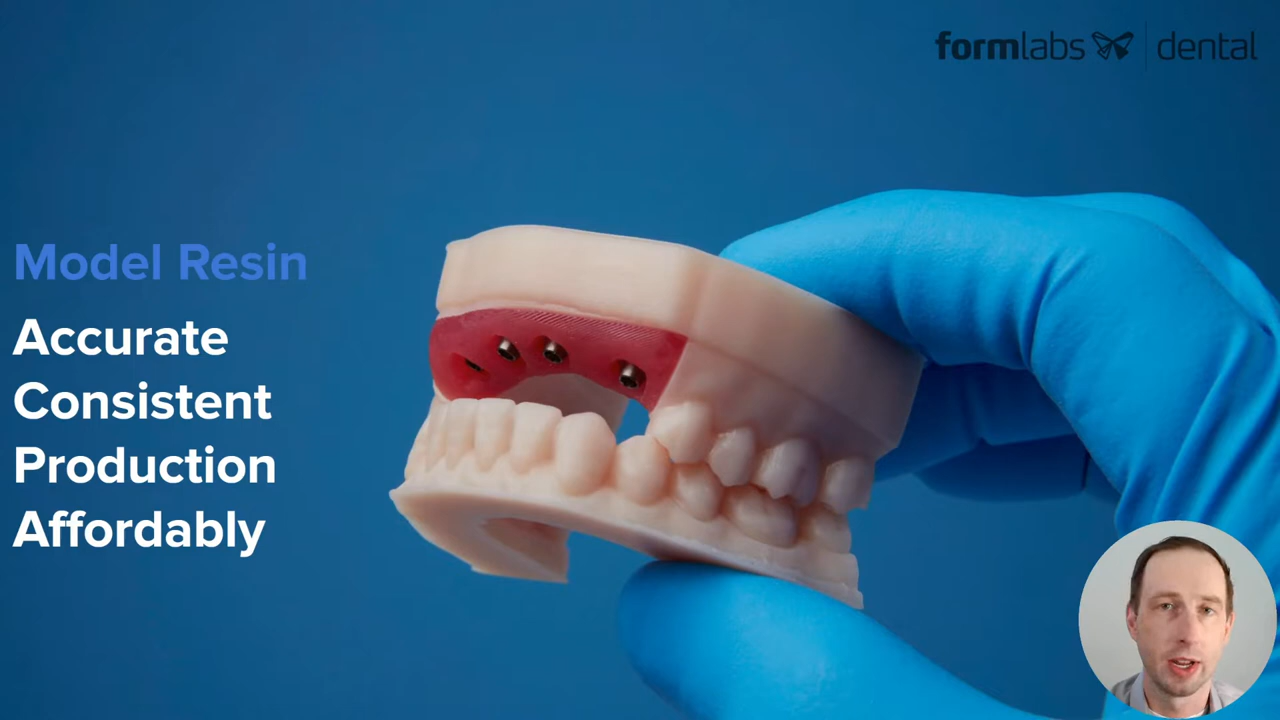 formlabs dental
Model Resin
Accurate
Consistent
Production
Affordably